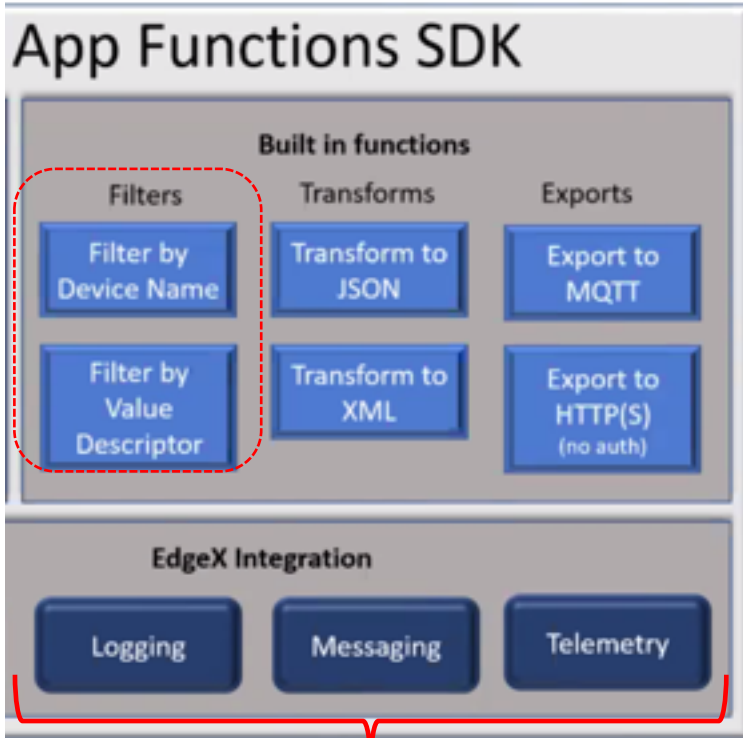 App Functions SDK
Built in functions
Filters
Transforms
Exports
Filter by
Device Name
Transform to
JSON
Export to
MQTT
Filter by
Value
Descriptor
Transform to
XML
Export to
HTTP(S)
(no auth)
EdgeX Integration
Logging
Messaging
Telemetry